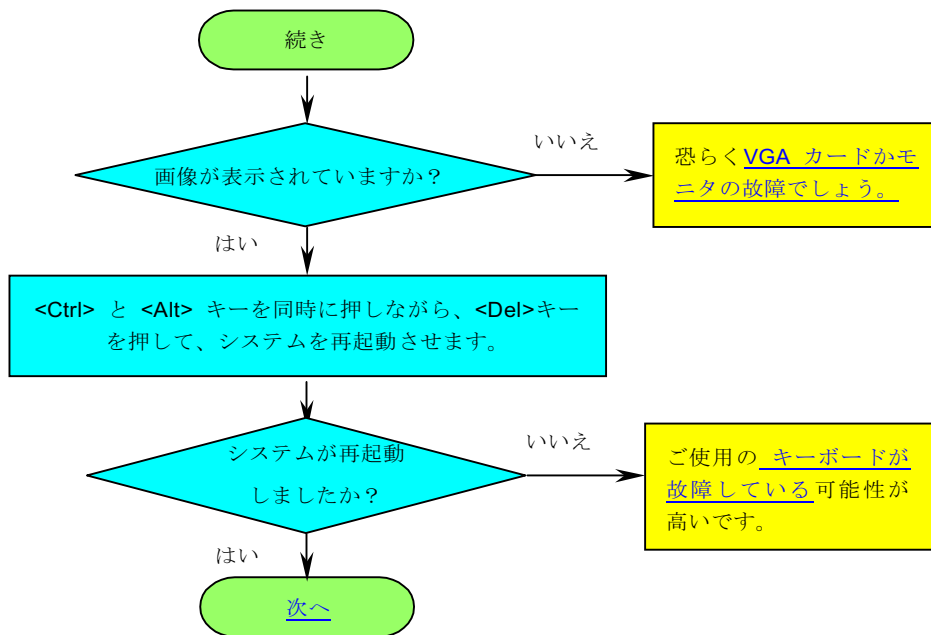 続き
画像が表示されていますか？
いいえ
恐らくVGA カードかモ
ニタの故障でしょう。
はい
<Ctrl> と <Alt> キーを同時に押しながら、<Del>キー
を押して、システムを再起動させます。
システムが再起動
しましたか？
いいえ
ご使用の キーボードが
故障している可能性が
高いです。
はい
次へ